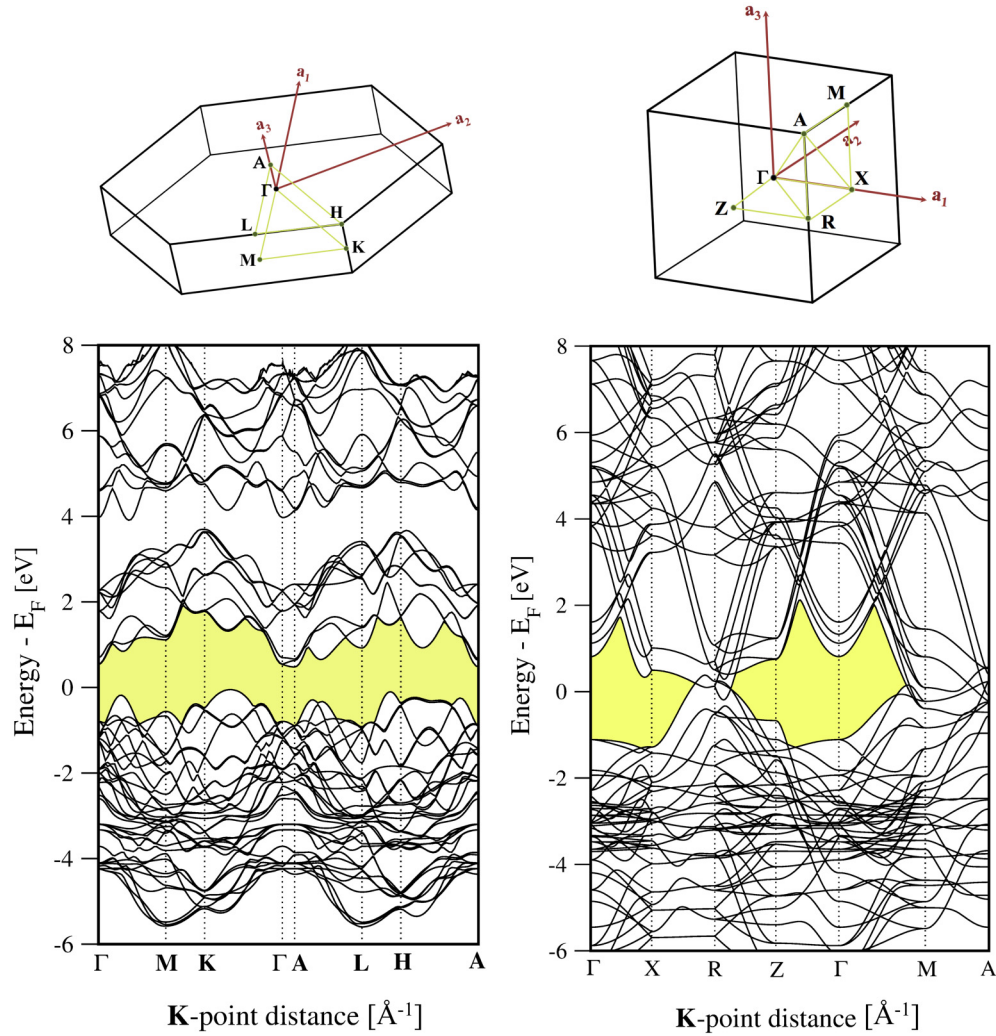 a1
a2
a3
A
Γ
L
H
M
K
a3
M
A
a2
Γ
X
a1
Z
R
Energy - EF [eV]
8
6
4
2
0
-2
-4
-6
Γ M K Γ A L H A
K-point distance [Å-1]
Energy - EF [eV]
8
6
4
2
0
-2
-4
-6
Γ X R Z Γ M A
K-point distance [Å-1]